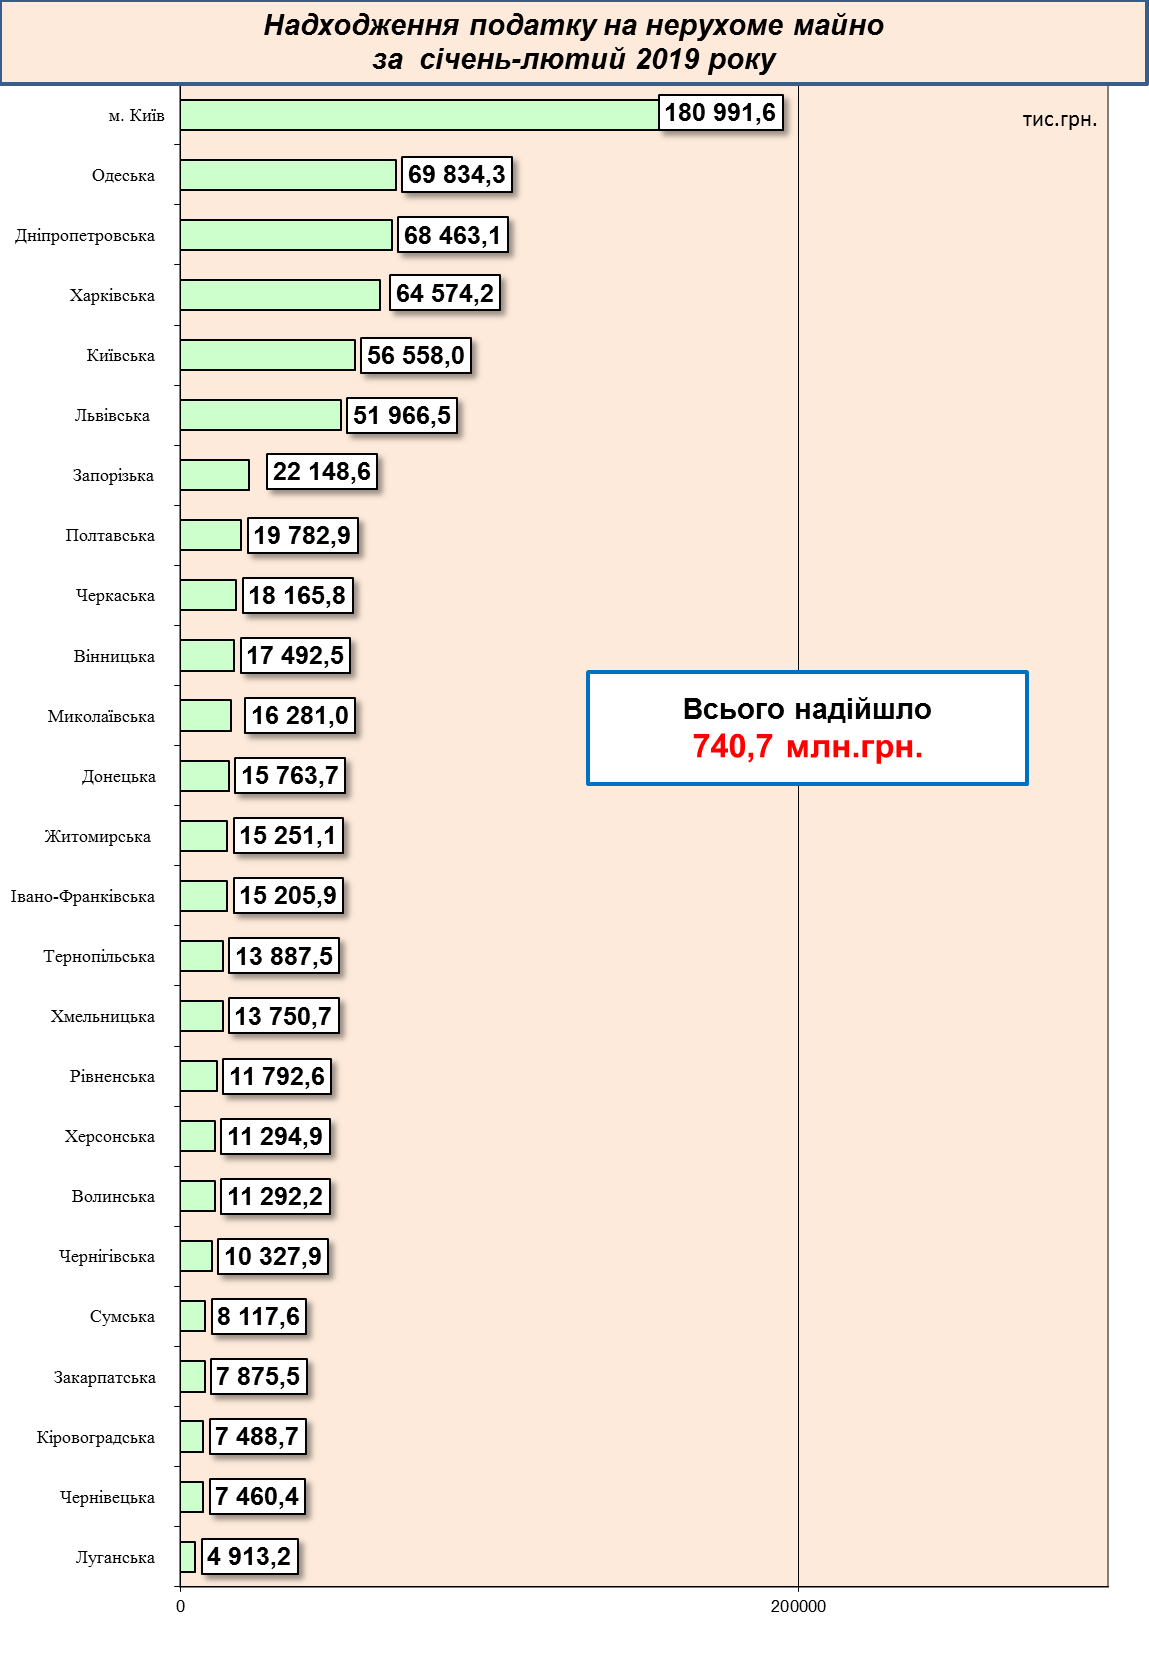 Надходження податку на нерухоме майно
за січень-лютий 2019 року
тис.грн.
м. Київ 180 991,6
Одеська 69 834,3
Дніпропетровська 68 463,1
Харківська 64 574,2
Київська 56 558,0
Львівська 51 966,5
Запорізька 22 148,6
Полтавська 19 782,9
Черкаська 18 165,8
Вінницька 17 492,5
Миколаївська 16 281,0
Всього надійшло
740,7 млн.грн.
Донецька 15 763,7
Житомирська 15 251,1
Івано-Франківська 15 205,9
Тернопільська 13 887,5
Хмельницька 13 750,7
Рівненська 11 792,6
Херсонська 11 294,9
Волинська 11 292,2
Чернігівська 10 327,9
Сумська 8 117,6
Закарпатська 7 875,5
Кіровоградська 7 488,7
Чернівецька 7 460,4
Луганська 4 913,2
0 200000